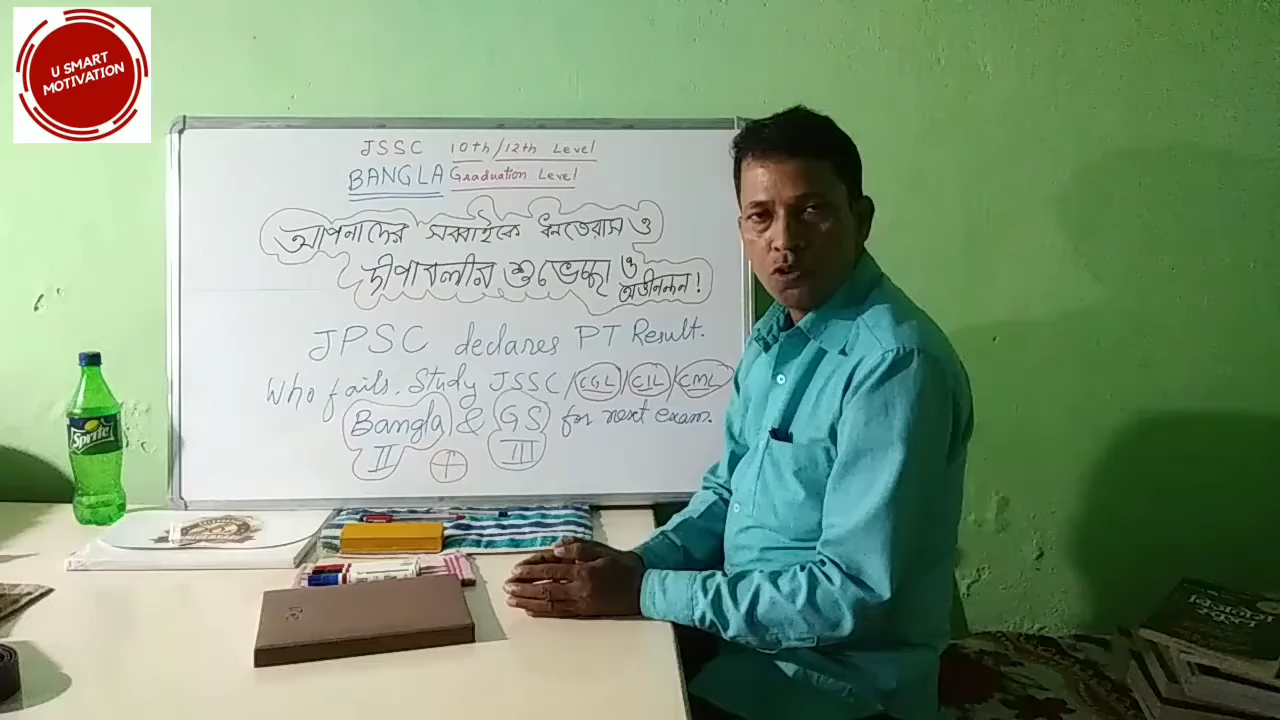 U SMART
MOTIVATION
JSSC 10th/12th Level
BANGLA Graduation Level
আপনাদের সব্বাইকে ধনতেরাস ও
দীপাবলীর শুভেচ্ছা ও
অভীনন্দন!
JPSC declares PT Result.
Who fails. Study JSSC/CGL/CIL/CML
Bangla & GS for next exam.
II + III
Sprite